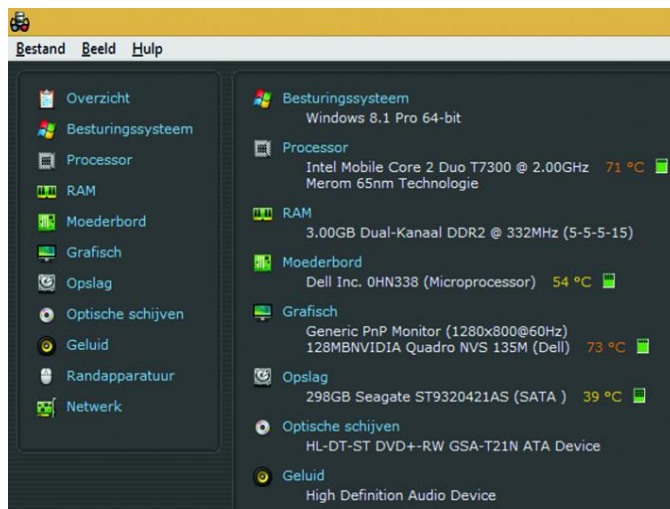 Bestand Beeld Hulp
Overzicht
Besturingssysteem
Processor
RAM
Moederbord
Grafisch
Opslag
Optische schijven
Geluid
Randapparatuur
Netwerk
Besturingssysteem
Windows 8.1 Pro 64-bit
Processor
Intel Mobile Core 2 Duo T7300 @ 2.00GHz 71 °C
Merom 65nm Technologie
RAM
3.00GB Dual-Kanaal DDR2 @ 332MHz (5-5-5-15)
Moederbord
Dell Inc. 0HN338 (Microprocessor) 54 °C
Grafisch
Generic PnP Monitor (1280x800@60Hz)
128MBNVIDIA Quadro NVS 135M (Dell) 73 °C
Opslag
298GB Seagate ST9320421AS (SATA ) 39 °C
Optische schijven
HL-DT-ST DVD+-RW GSA-T21N ATA Device
Geluid
High Definition Audio Device